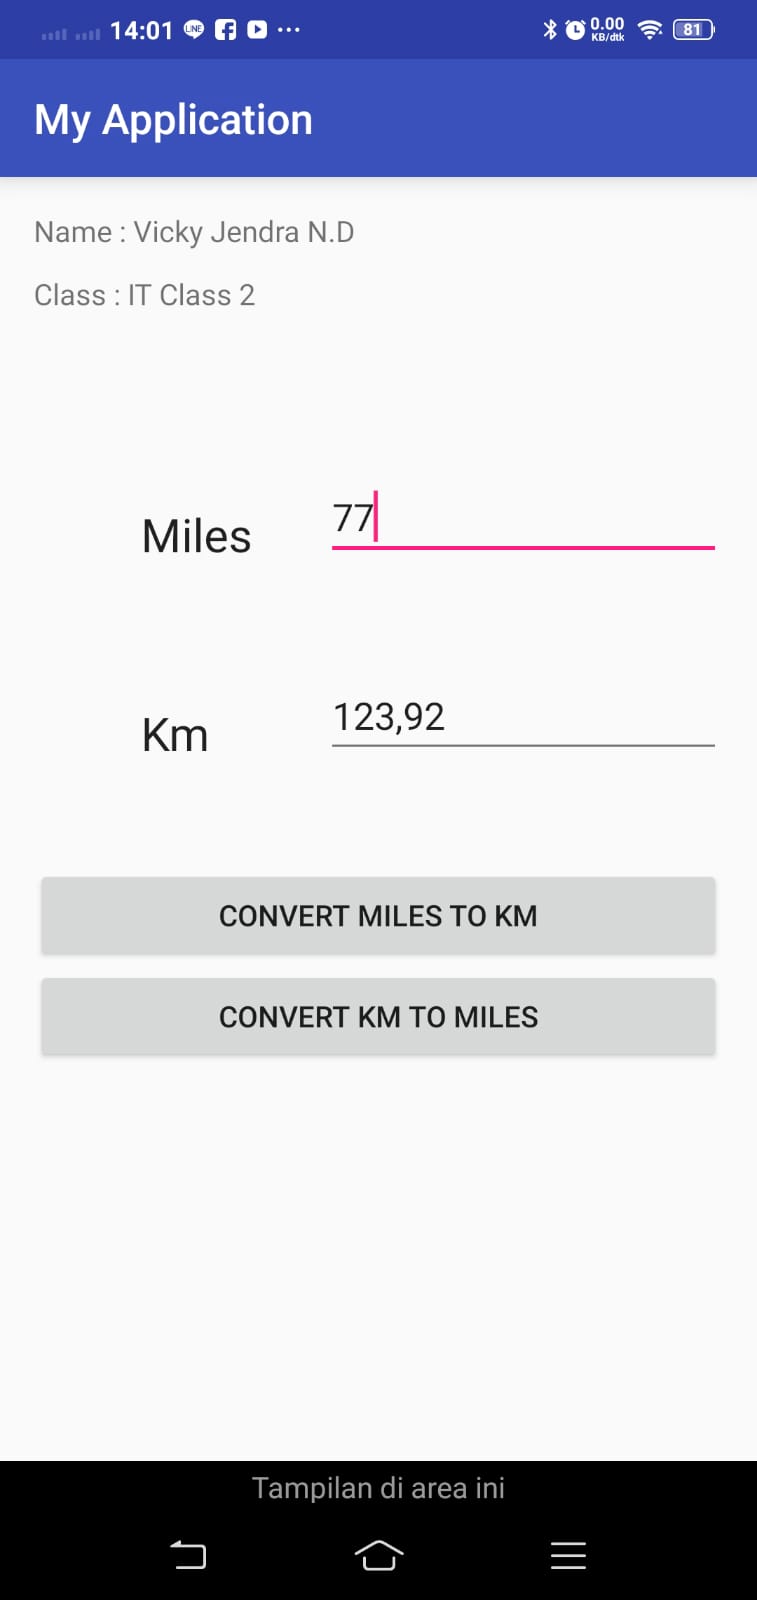 14:01 LINE ... 0.00 KB/dtk 81
My Application
Name : Vicky Jendra N.D
Class : IT Class 2
Miles 77
Km 123,92
CONVERT MILES TO KM
CONVERT KM TO MILES
Tampilan di area ini